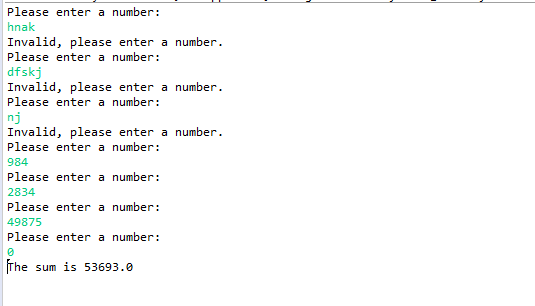 Please enter a number:
hnak
Invalid, please enter a number.
Please enter a number:
dfskj
Invalid, please enter a number.
Please enter a number:
nj
Invalid, please enter a number.
Please enter a number:
984
Please enter a number:
2834
Please enter a number:
49875
Please enter a number:
0
The sum is 53693.0